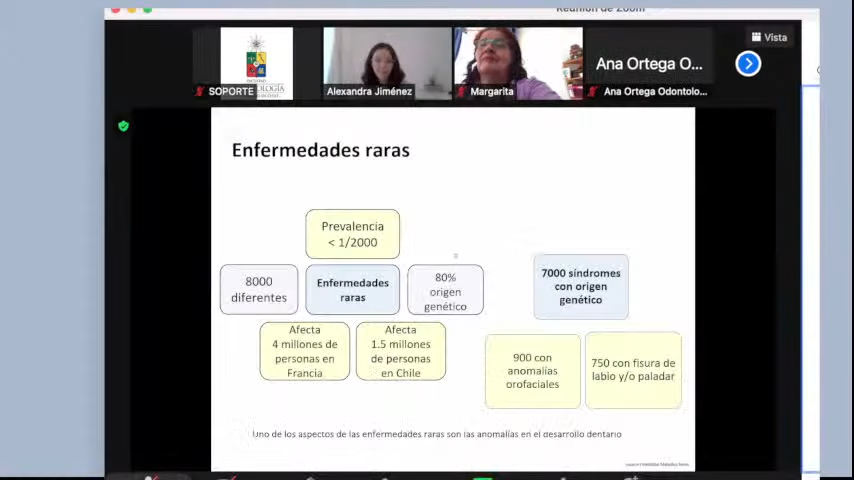 Reunión de Zoom
Vista
SOPORTE
Alexandra Jiménez
Margarita
Ana Ortega O...
Ana Ortega Odontolo...
Enfermedades raras
Prevalencia
< 1/2000
8000
diferentes
Enfermedades
raras
80%
origen
genético
Afecta
4 millones de
personas en
Francia
Afecta
1.5 millones
de personas
en Chile
7000 síndromes
con origen
genético
900 con
anomalías
orofaciales
750 con fisura de
labio y/o paladar
Uno de los aspectos de las enfermedades raras son las anomalías en el desarrollo dentario